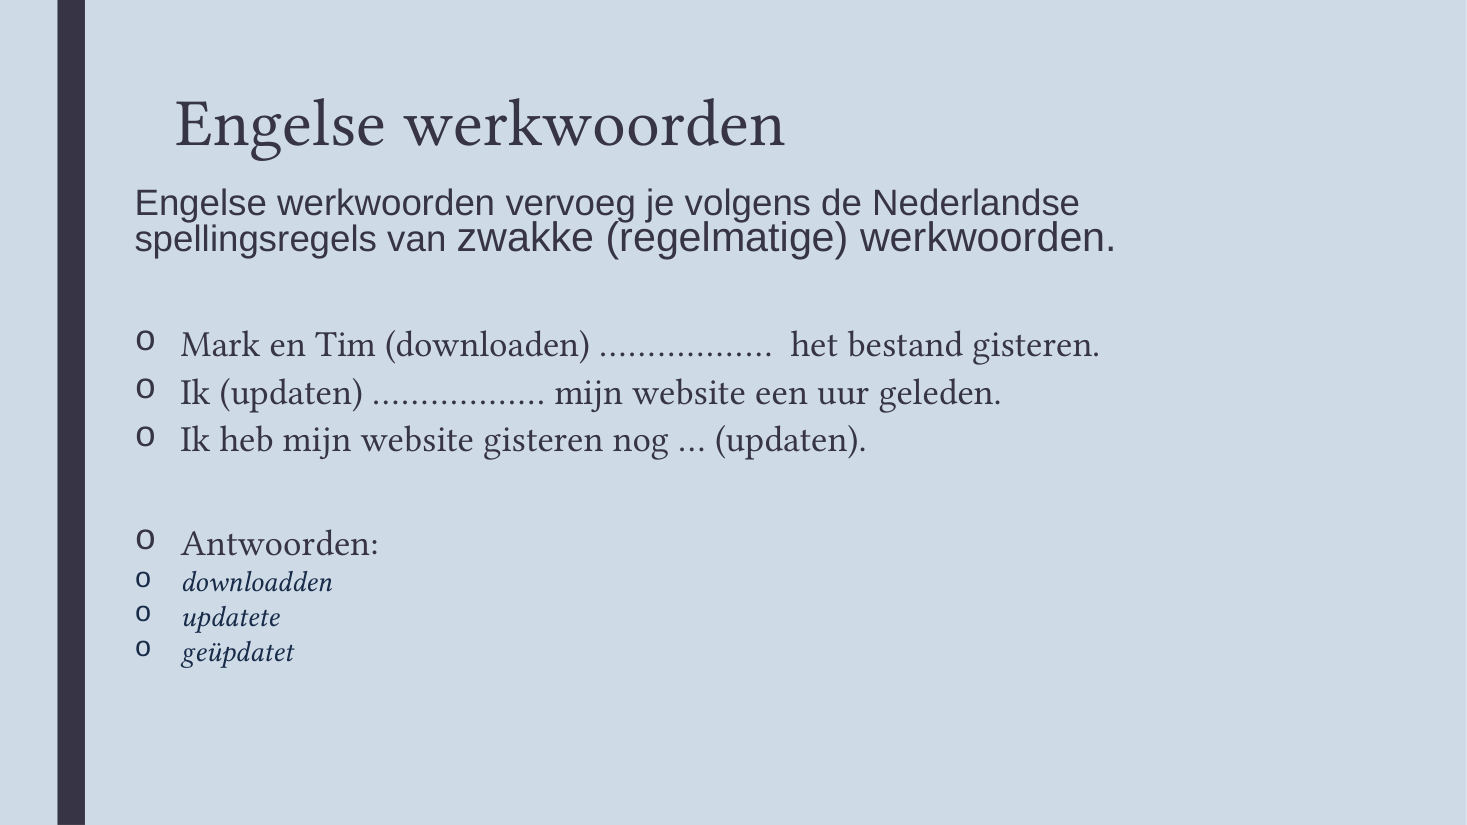 Engelse werkwoorden
Engelse werkwoorden vervoeg je volgens de Nederlandse
spellingsregels van zwakke (regelmatige) werkwoorden.
o Mark en Tim (downloaden) ……………… het bestand gisteren.
o Ik (updaten) ……………… mijn website een uur geleden.
o Ik heb mijn website gisteren nog … (updaten).
o Antwoorden:
o downloadden
o updatete
o geüpdatet